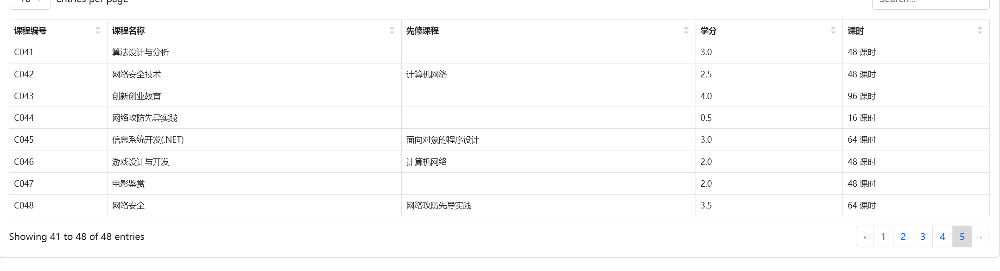 10 entries per page Search...
课程编号 课程名称 先修课程 学分 课时
C041 算法设计与分析 3.0 48 课时
C042 网络安全技术 计算机网络 2.5 48 课时
C043 创新创业教育 4.0 96 课时
C044 网络攻防先导实践 0.5 16 课时
C045 信息系统开发(.NET) 面向对象的程序设计 3.0 64 课时
C046 游戏设计与开发 计算机网络 2.0 48 课时
C047 电影鉴赏 2.0 48 课时
C048 网络安全 网络攻防先导实践 3.5 64 课时
Showing 41 to 48 of 48 entries ‹ 1 2 3 4 5 ›